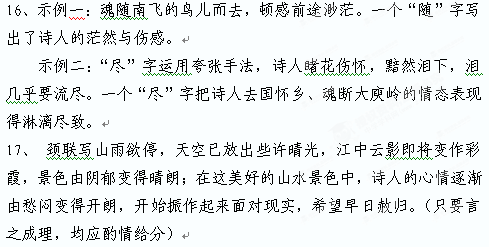 16、示例一：魂随南飞的鸟儿而去，顿感前途渺茫。一个“随”字写
出了诗人的茫然与伤感。
示例二：“尽”字运用夸张手法，诗人睹花伤怀，黯然泪下，泪
几乎要流尽。一个“尽”字把诗人去国怀乡、魂断大庾岭的情态表现
得淋漓尽致。
17、 颈联写山雨欲停，天空已放出些许晴光，江中云影即将变作彩
霞，景色由阴郁变得晴朗；在这美好的山水景色中，诗人的心情逐渐
由愁闷变得开朗，开始振作起来面对现实，希望早日赦归。（只要言
之成理，均应酌情给分）